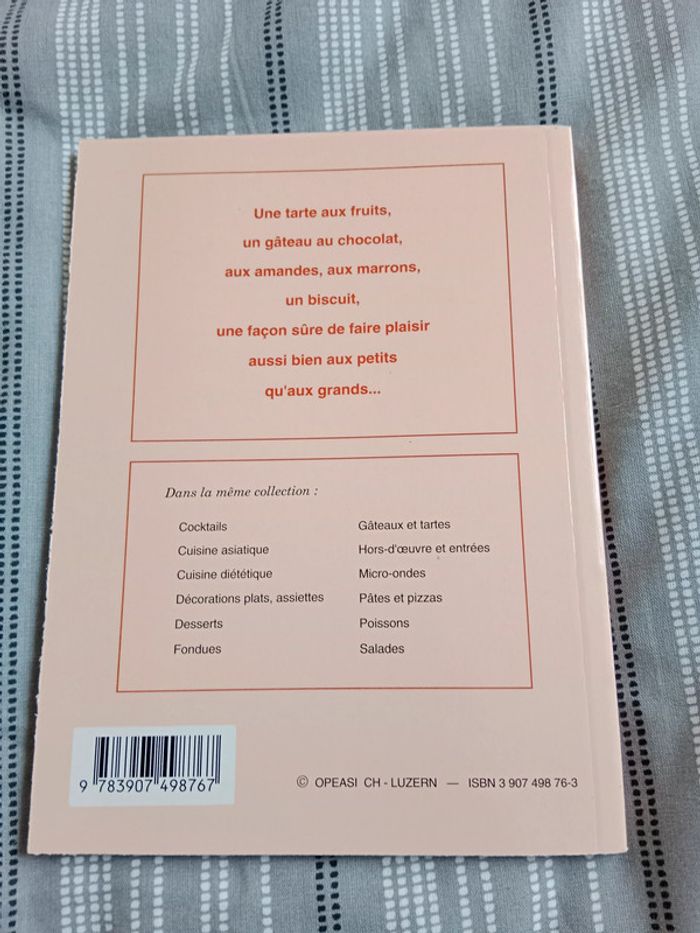 Une tarte aux fruits,
un gâteau au chocolat,
aux amandes, aux marrons,
un biscuit,
une façon sûre de faire plaisir
aussi bien aux petits
qu'aux grands...
Dans la même collection :
Cocktails
Cuisine asiatique
Cuisine diététique
Décorations plats, assiettes
Desserts
Fondues
Gâteaux et tartes
Hors-d'œuvre et entrées
Micro-ondes
Pâtes et pizzas
Poissons
Salades
9 783907 498767
© OPEASI CH - LUZERN — ISBN 3 907 498 76-3